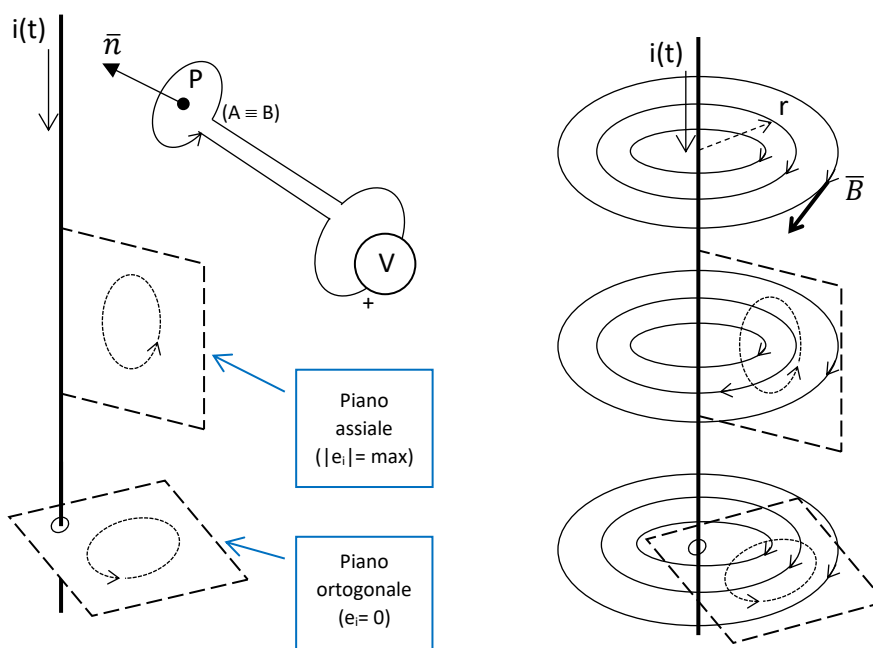 i(t)
n̅
P
(A ≡ B)
V
+
Piano
assiale
(|eᵢ|= max)
Piano
ortogonale
(eᵢ= 0)
i(t)
r
B̅